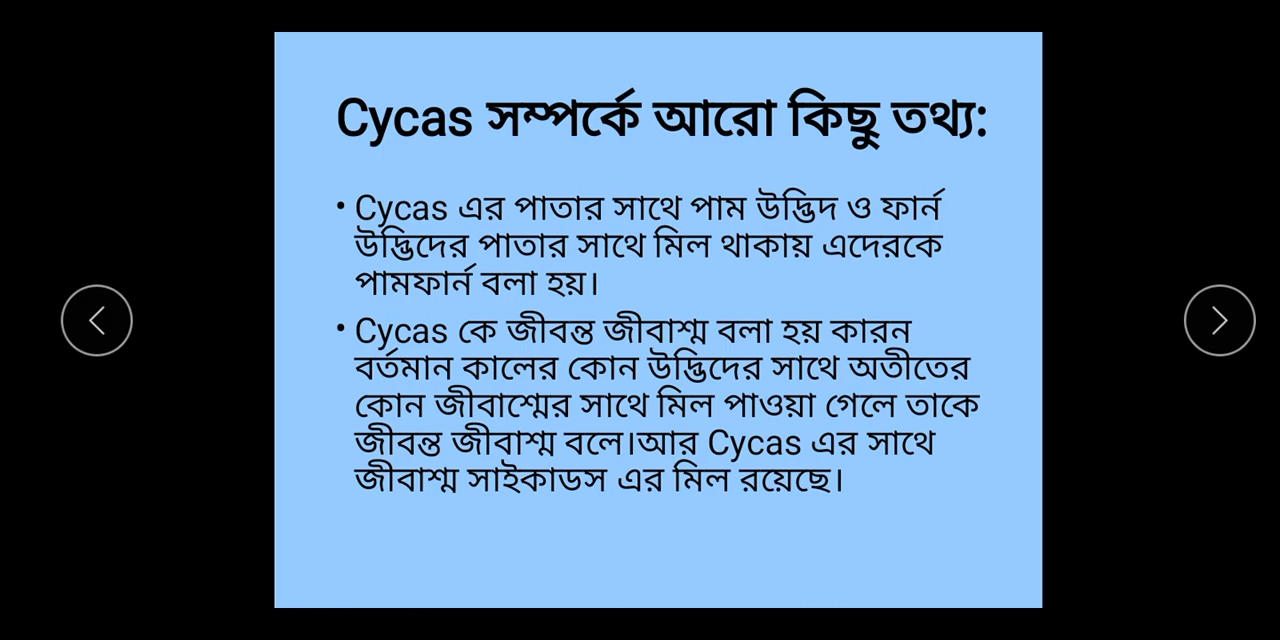 Cycas সম্পর্কে আরো কিছু তথ্য:
• Cycas এর পাতার সাথে পাম উদ্ভিদ ও ফার্ন
উদ্ভিদের পাতার সাথে মিল থাকায় এদেরকে
পামফার্ন বলা হয়।
• Cycas কে জীবন্ত জীবাশ্ম বলা হয় কারন
বর্তমান কালের কোন উদ্ভিদের সাথে অতীতের
কোন জীবাশ্মের সাথে মিল পাওয়া গেলে তাকে
জীবন্ত জীবাশ্ম বলে।আর Cycas এর সাথে
জীবাশ্ম সাইকাডস এর মিল রয়েছে।